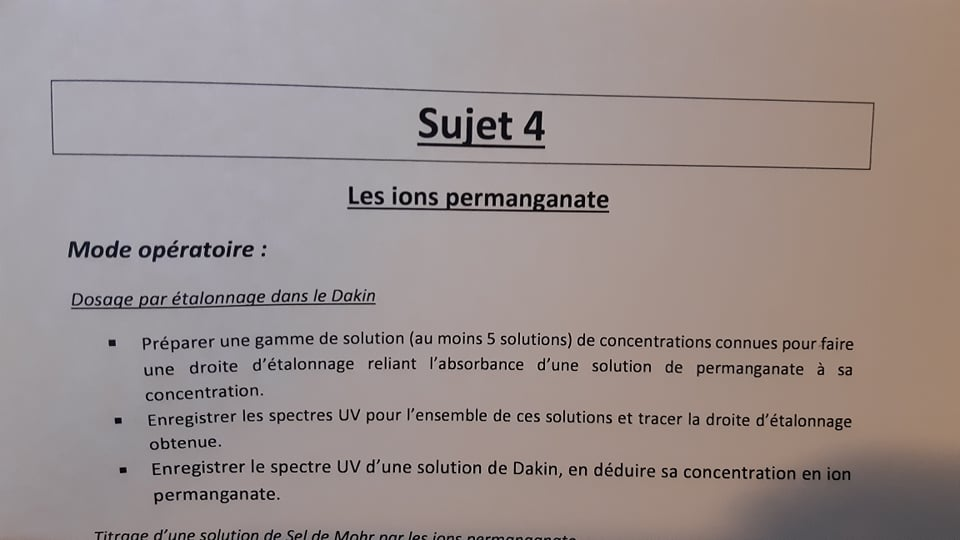 Sujet 4
Les ions permanganate
Mode opératoire :
Dosage par étalonnage dans le Dakin
▪ Préparer une gamme de solution (au moins 5 solutions) de concentrations connues pour faire
une droite d'étalonnage reliant l'absorbance d'une solution de permanganate à sa
concentration.
▪ Enregistrer les spectres UV pour l'ensemble de ces solutions et tracer la droite d'étalonnage
obtenue.
▪ Enregistrer le spectre UV d'une solution de Dakin, en déduire sa concentration en ion
permanganate.
Titrage d'une solution de Sel de Mohr par les ions permanganate